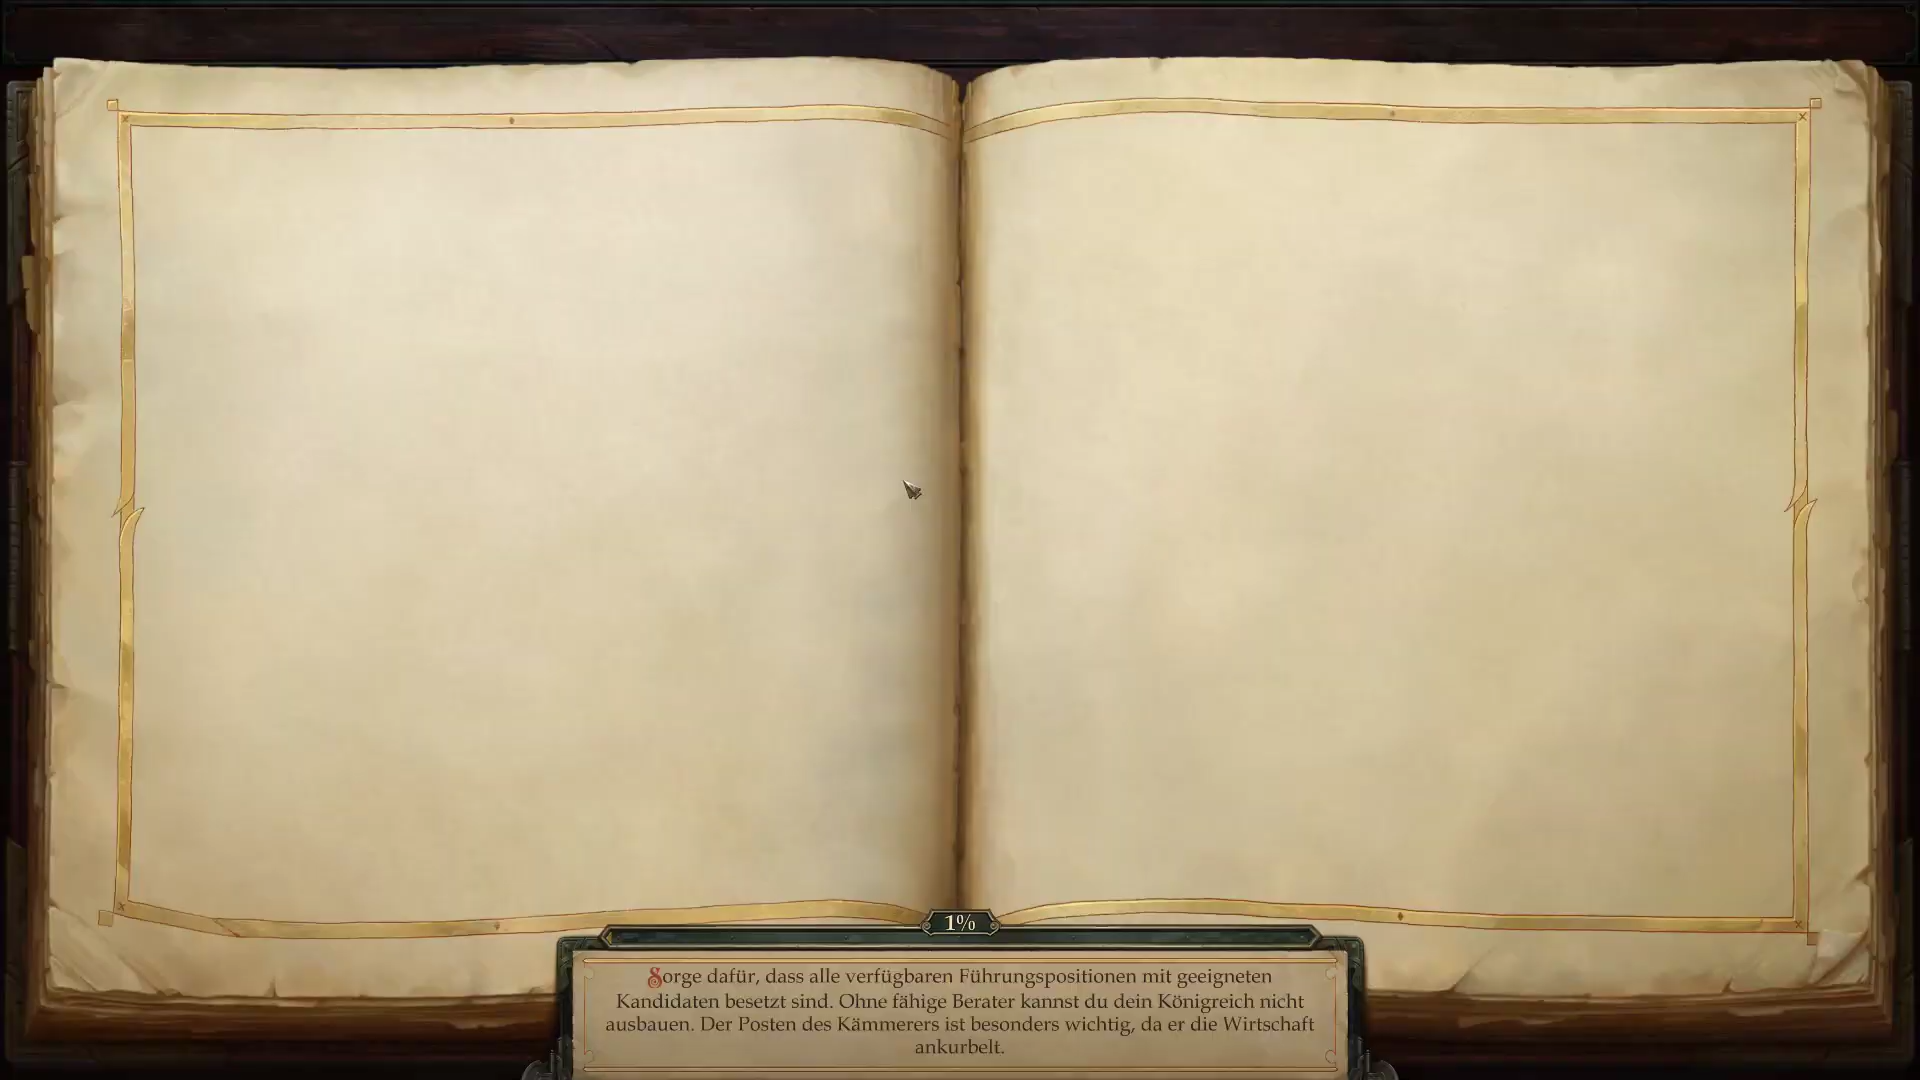 1%
Sorge dafür, dass alle verfügbaren Führungspositionen mit geeigneten
Kandidaten besetzt sind. Ohne fähige Berater kannst du dein Königreich nicht
ausbauen. Der Posten des Kämmerers ist besonders wichtig, da er die Wirtschaft
ankurbelt.